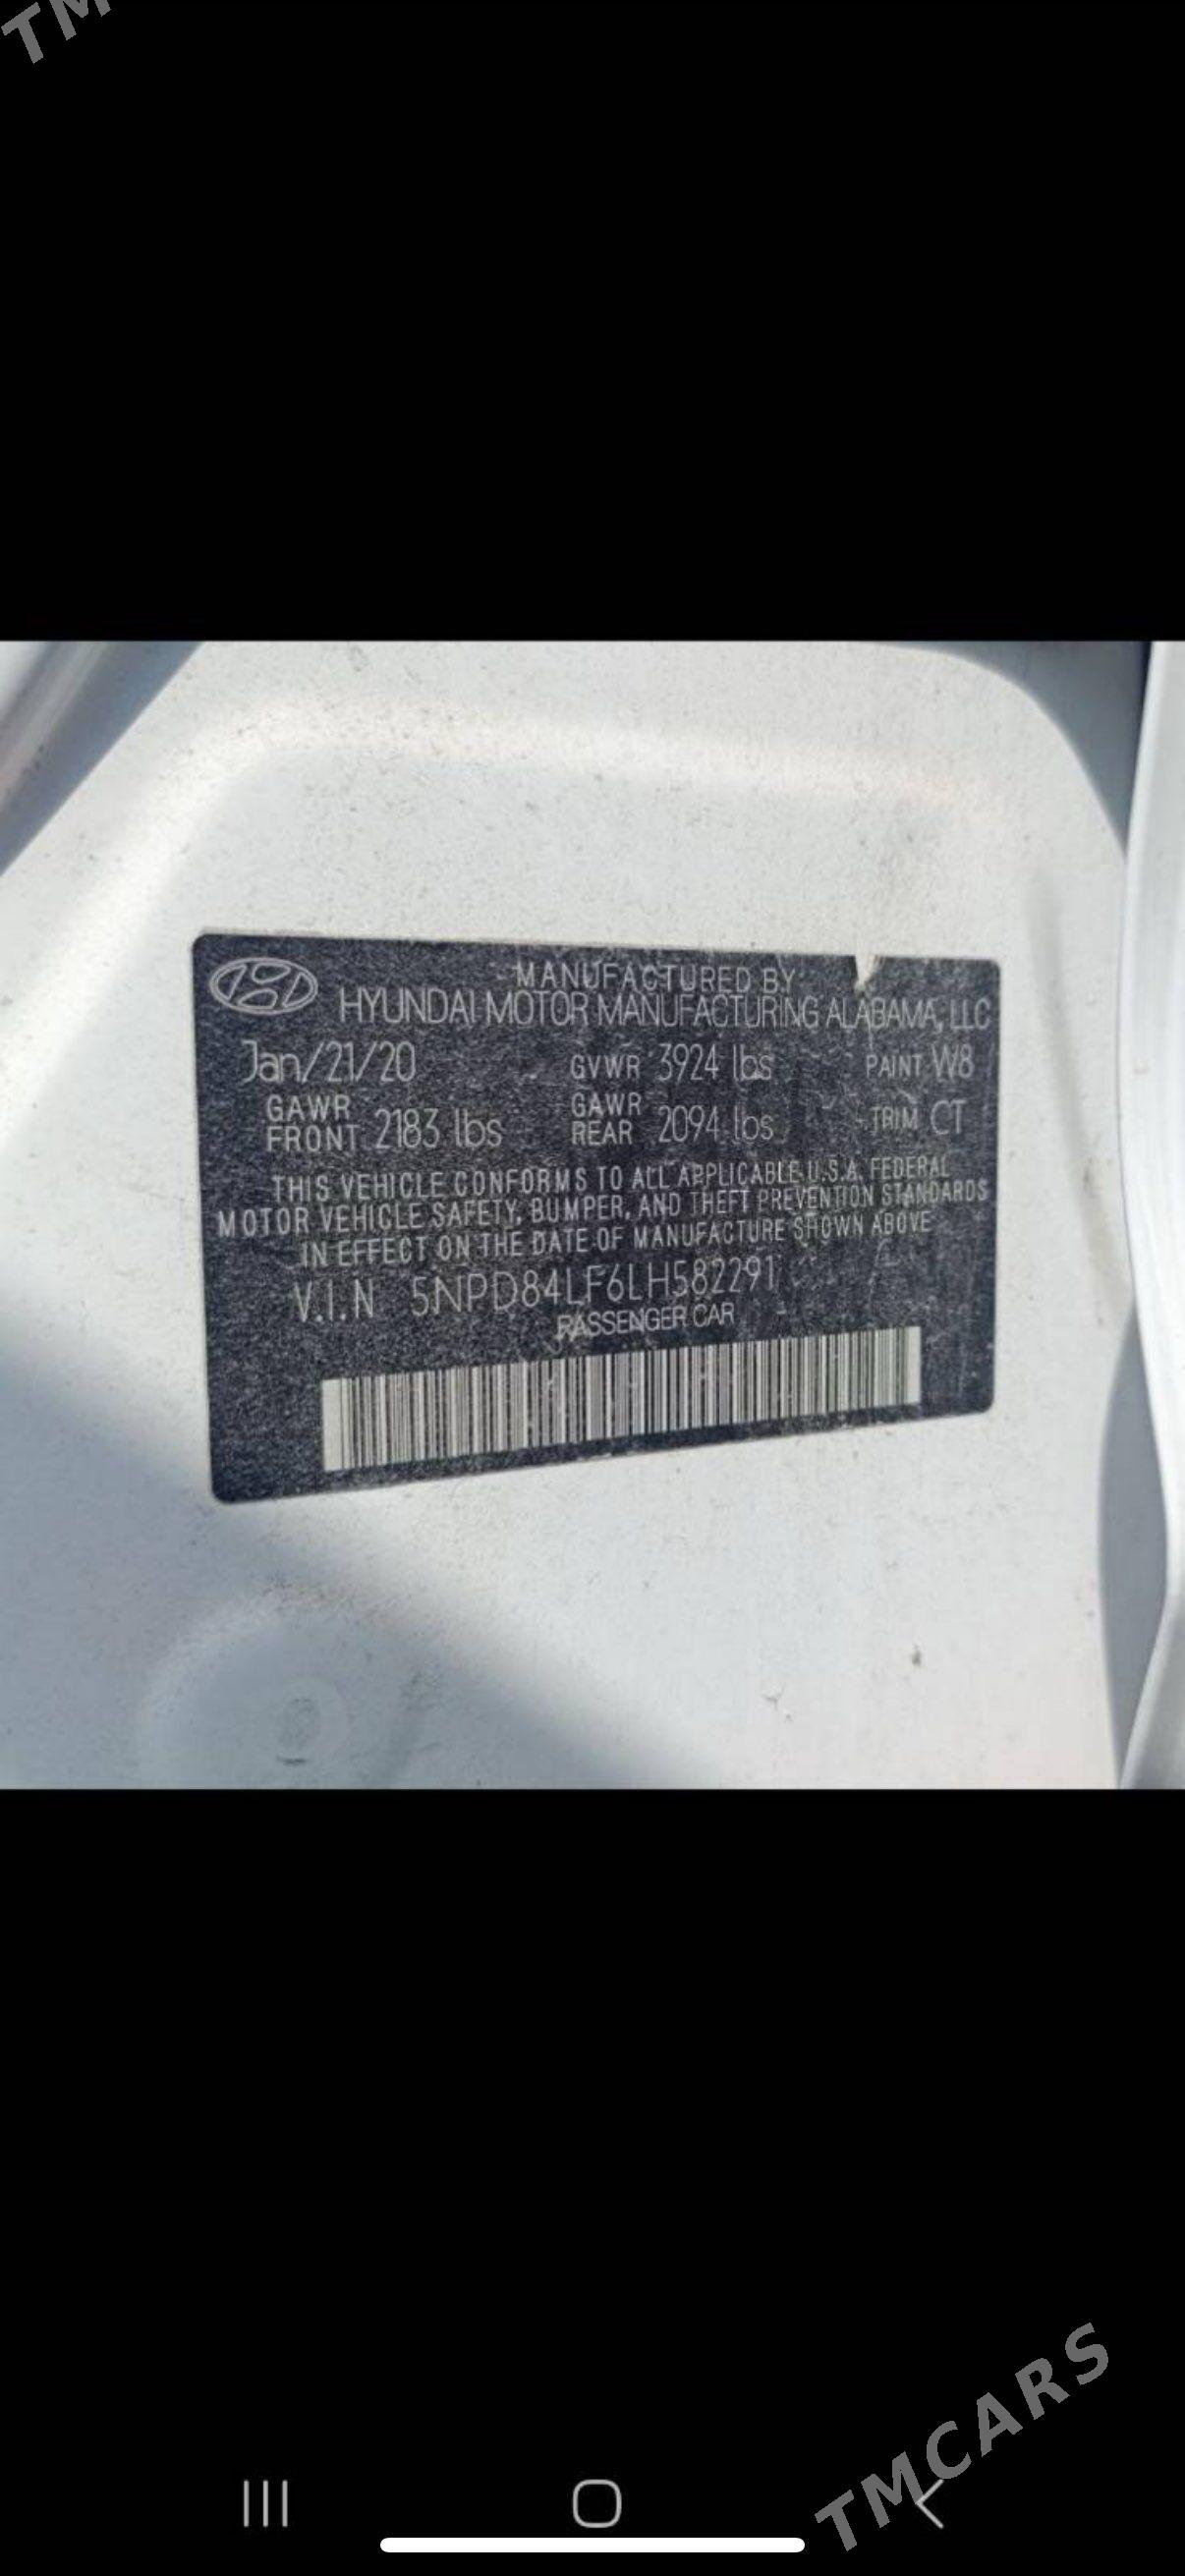 TM
MANUFACTURED BY
HYUNDAI MOTOR MANUFACTURING ALABAMA, LLC
Jan/21/20 GVWR 3924 lbs PAINT W8
GAWR FRONT 2183 lbs GAWR REAR 2094 lbs TRIM CT
THIS VEHICLE CONFORMS TO ALL APPLICABLE U.S.A. FEDERAL
MOTOR VEHICLE SAFETY, BUMPER, AND THEFT PREVENTION STANDARDS
IN EFFECT ON THE DATE OF MANUFACTURE SHOWN ABOVE
V.I.N 5NPD84LF6LH582291
PASSENGER CAR
TMCARS